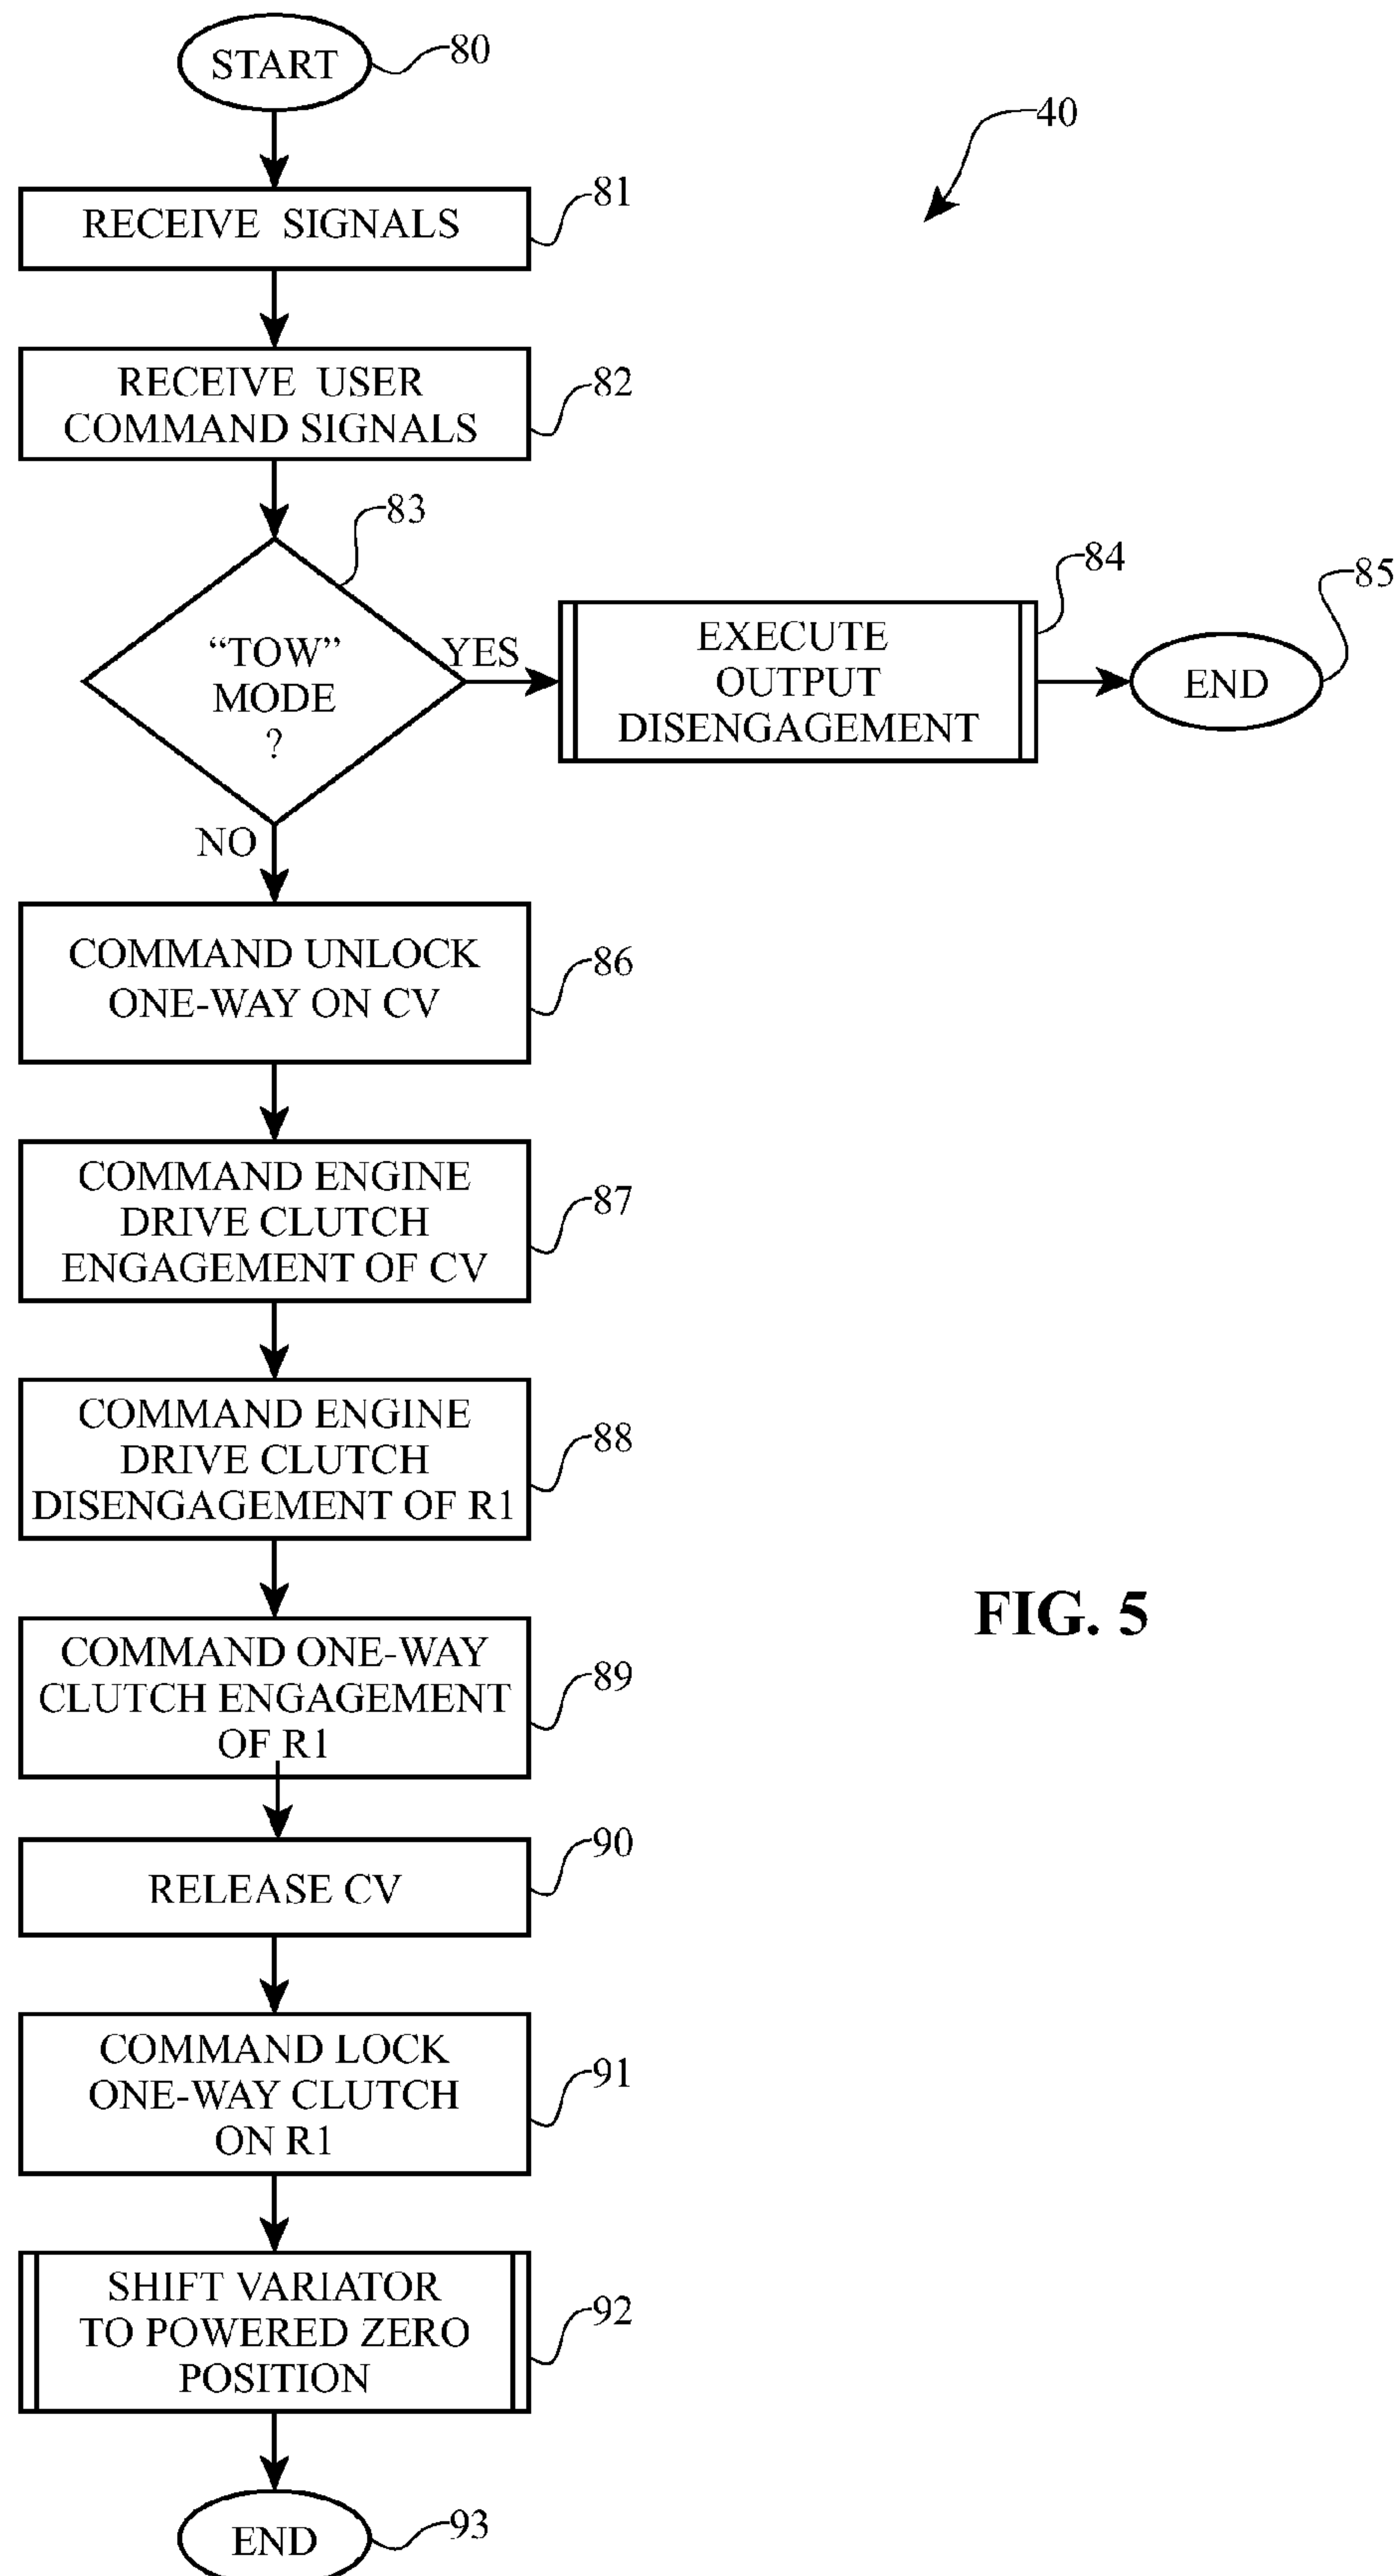 START
80
40
RECEIVE SIGNALS
81
RECEIVE USER
COMMAND SIGNALS
82
83
“TOW”
MODE
?
YES
EXECUTE
OUTPUT
DISENGAGEMENT
84
END
85
NO
COMMAND UNLOCK
ONE-WAY ON CV
86
COMMAND ENGINE
DRIVE CLUTCH
ENGAGEMENT OF CV
87
COMMAND ENGINE
DRIVE CLUTCH
DISENGAGEMENT OF R1
88
COMMAND ONE-WAY
CLUTCH ENGAGEMENT
OF R1
89
FIG. 5
RELEASE CV
90
COMMAND LOCK
ONE-WAY CLUTCH
ON R1
91
SHIFT VARIATOR
TO POWERED ZERO
POSITION
92
END
93